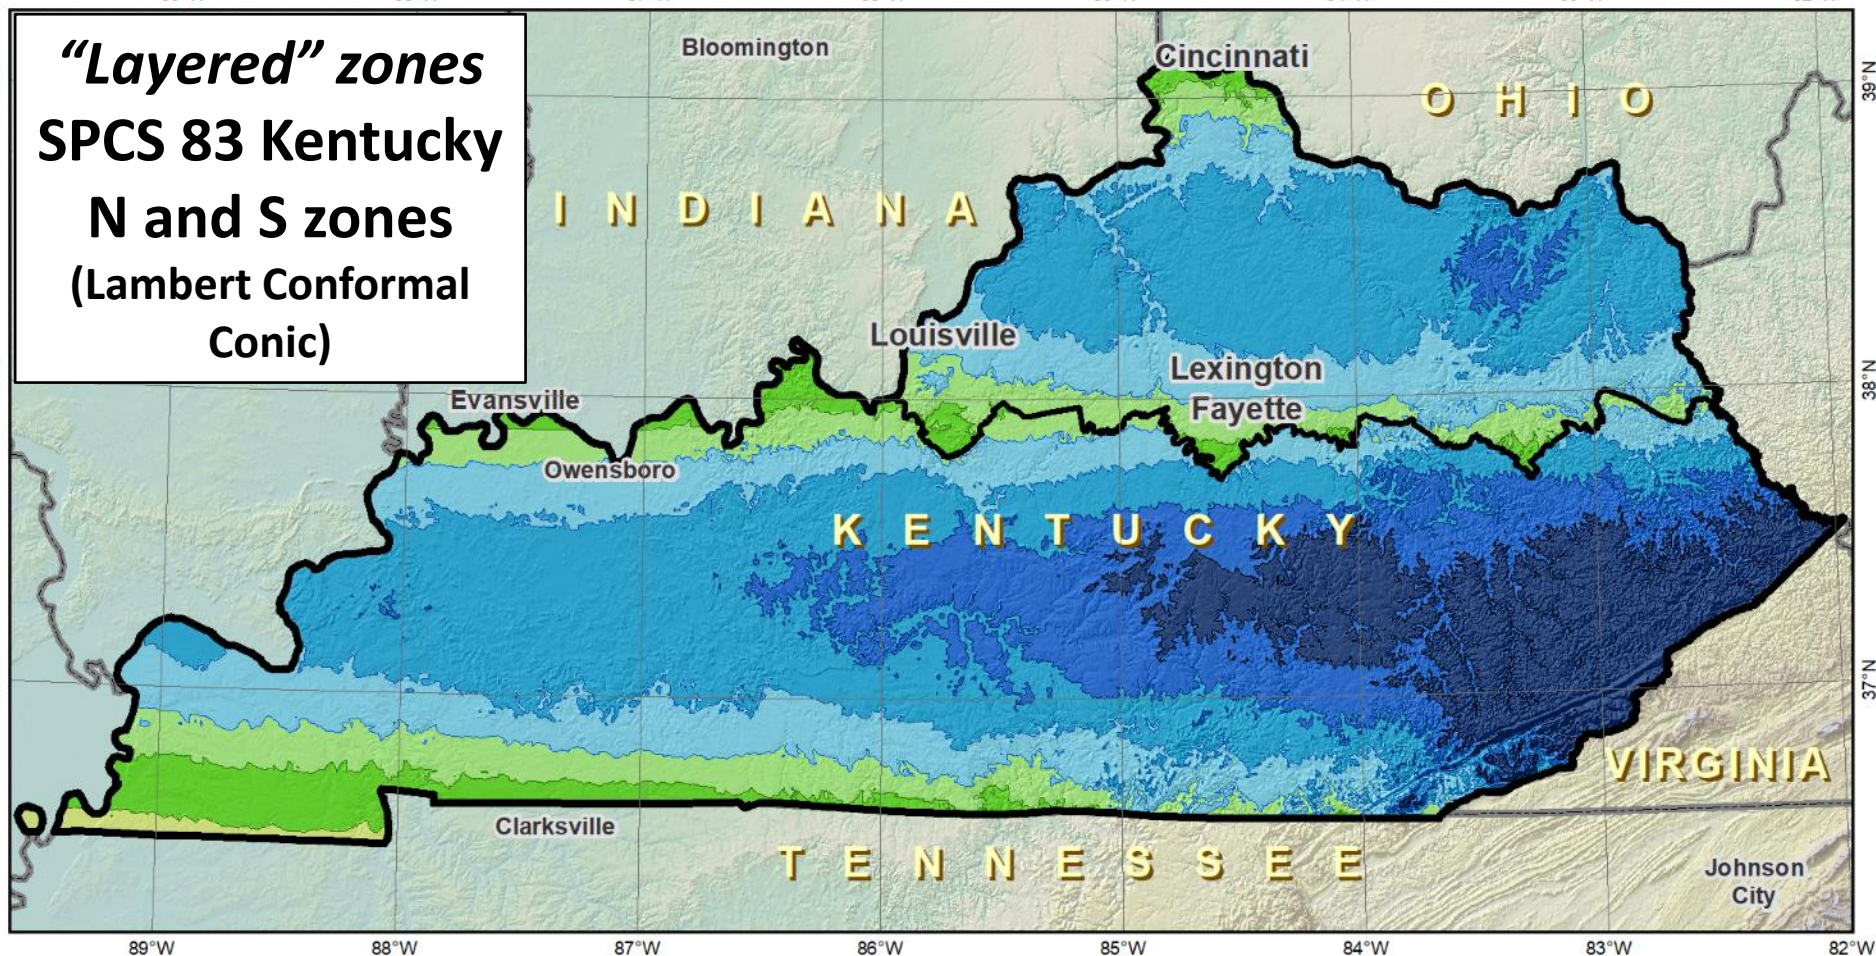 “Layered” zones
SPCS 83 Kentucky
N and S zones
(Lambert Conformal
Conic)
Bloomington
Cincinnati
OHIO
39°N
INDIANA
Louisville
Lexington
Fayette
38°N
Evansville
Owensboro
KENTUCKY
37°N
VIRGINIA
Clarksville
TENNESSEE
Johnson
City
89°W 88°W 87°W 86°W 85°W 84°W 83°W 82°W